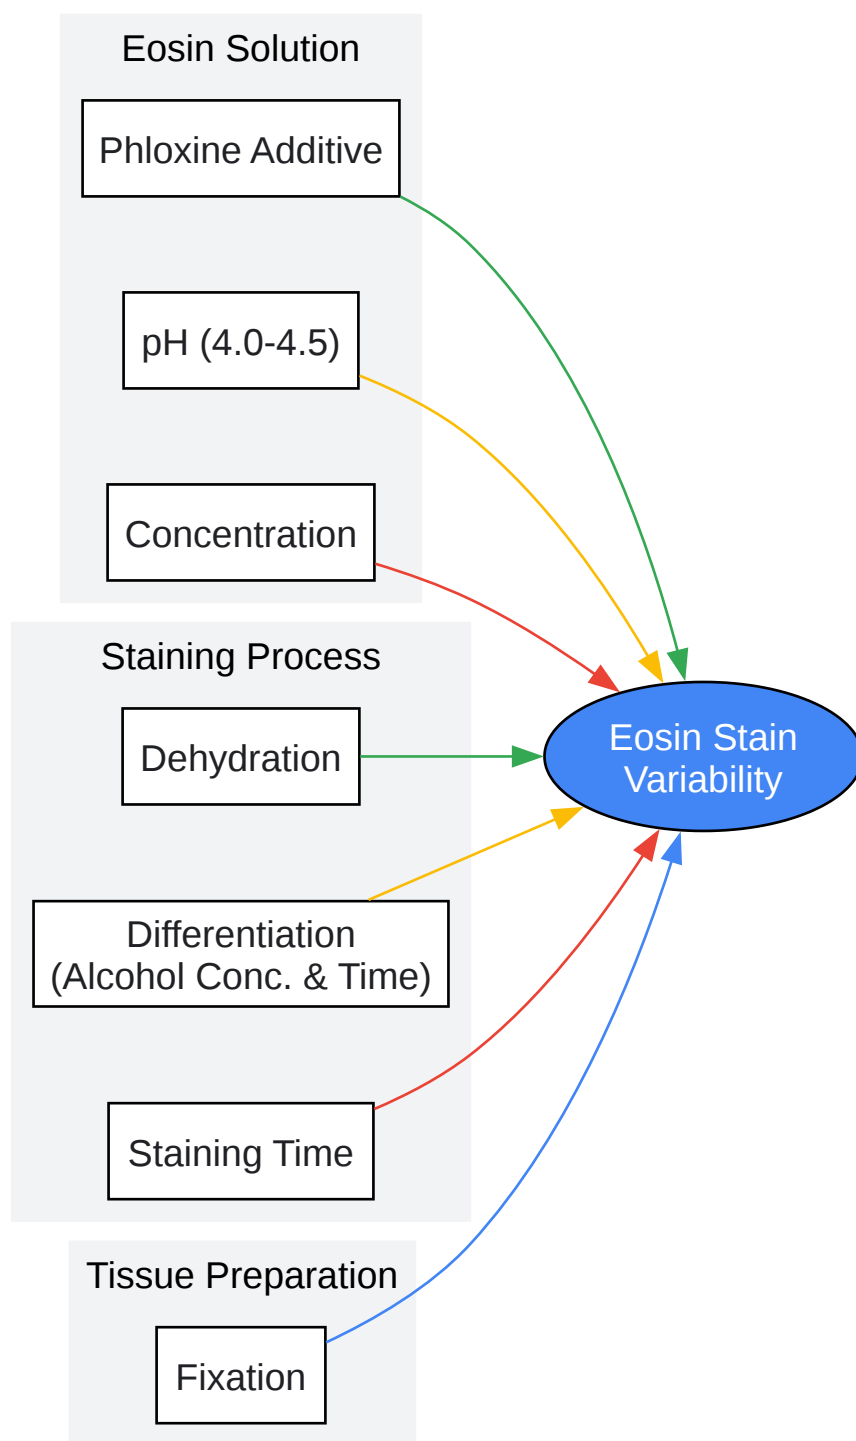 Eosin Solution
Phloxine Additive
pH (4.0-4.5)
Concentration
Staining Process
Dehydration
Eosin Stain
Variability
Differentiation
(Alcohol Conc. & Time)
Staining Time
Tissue Preparation
Fixation